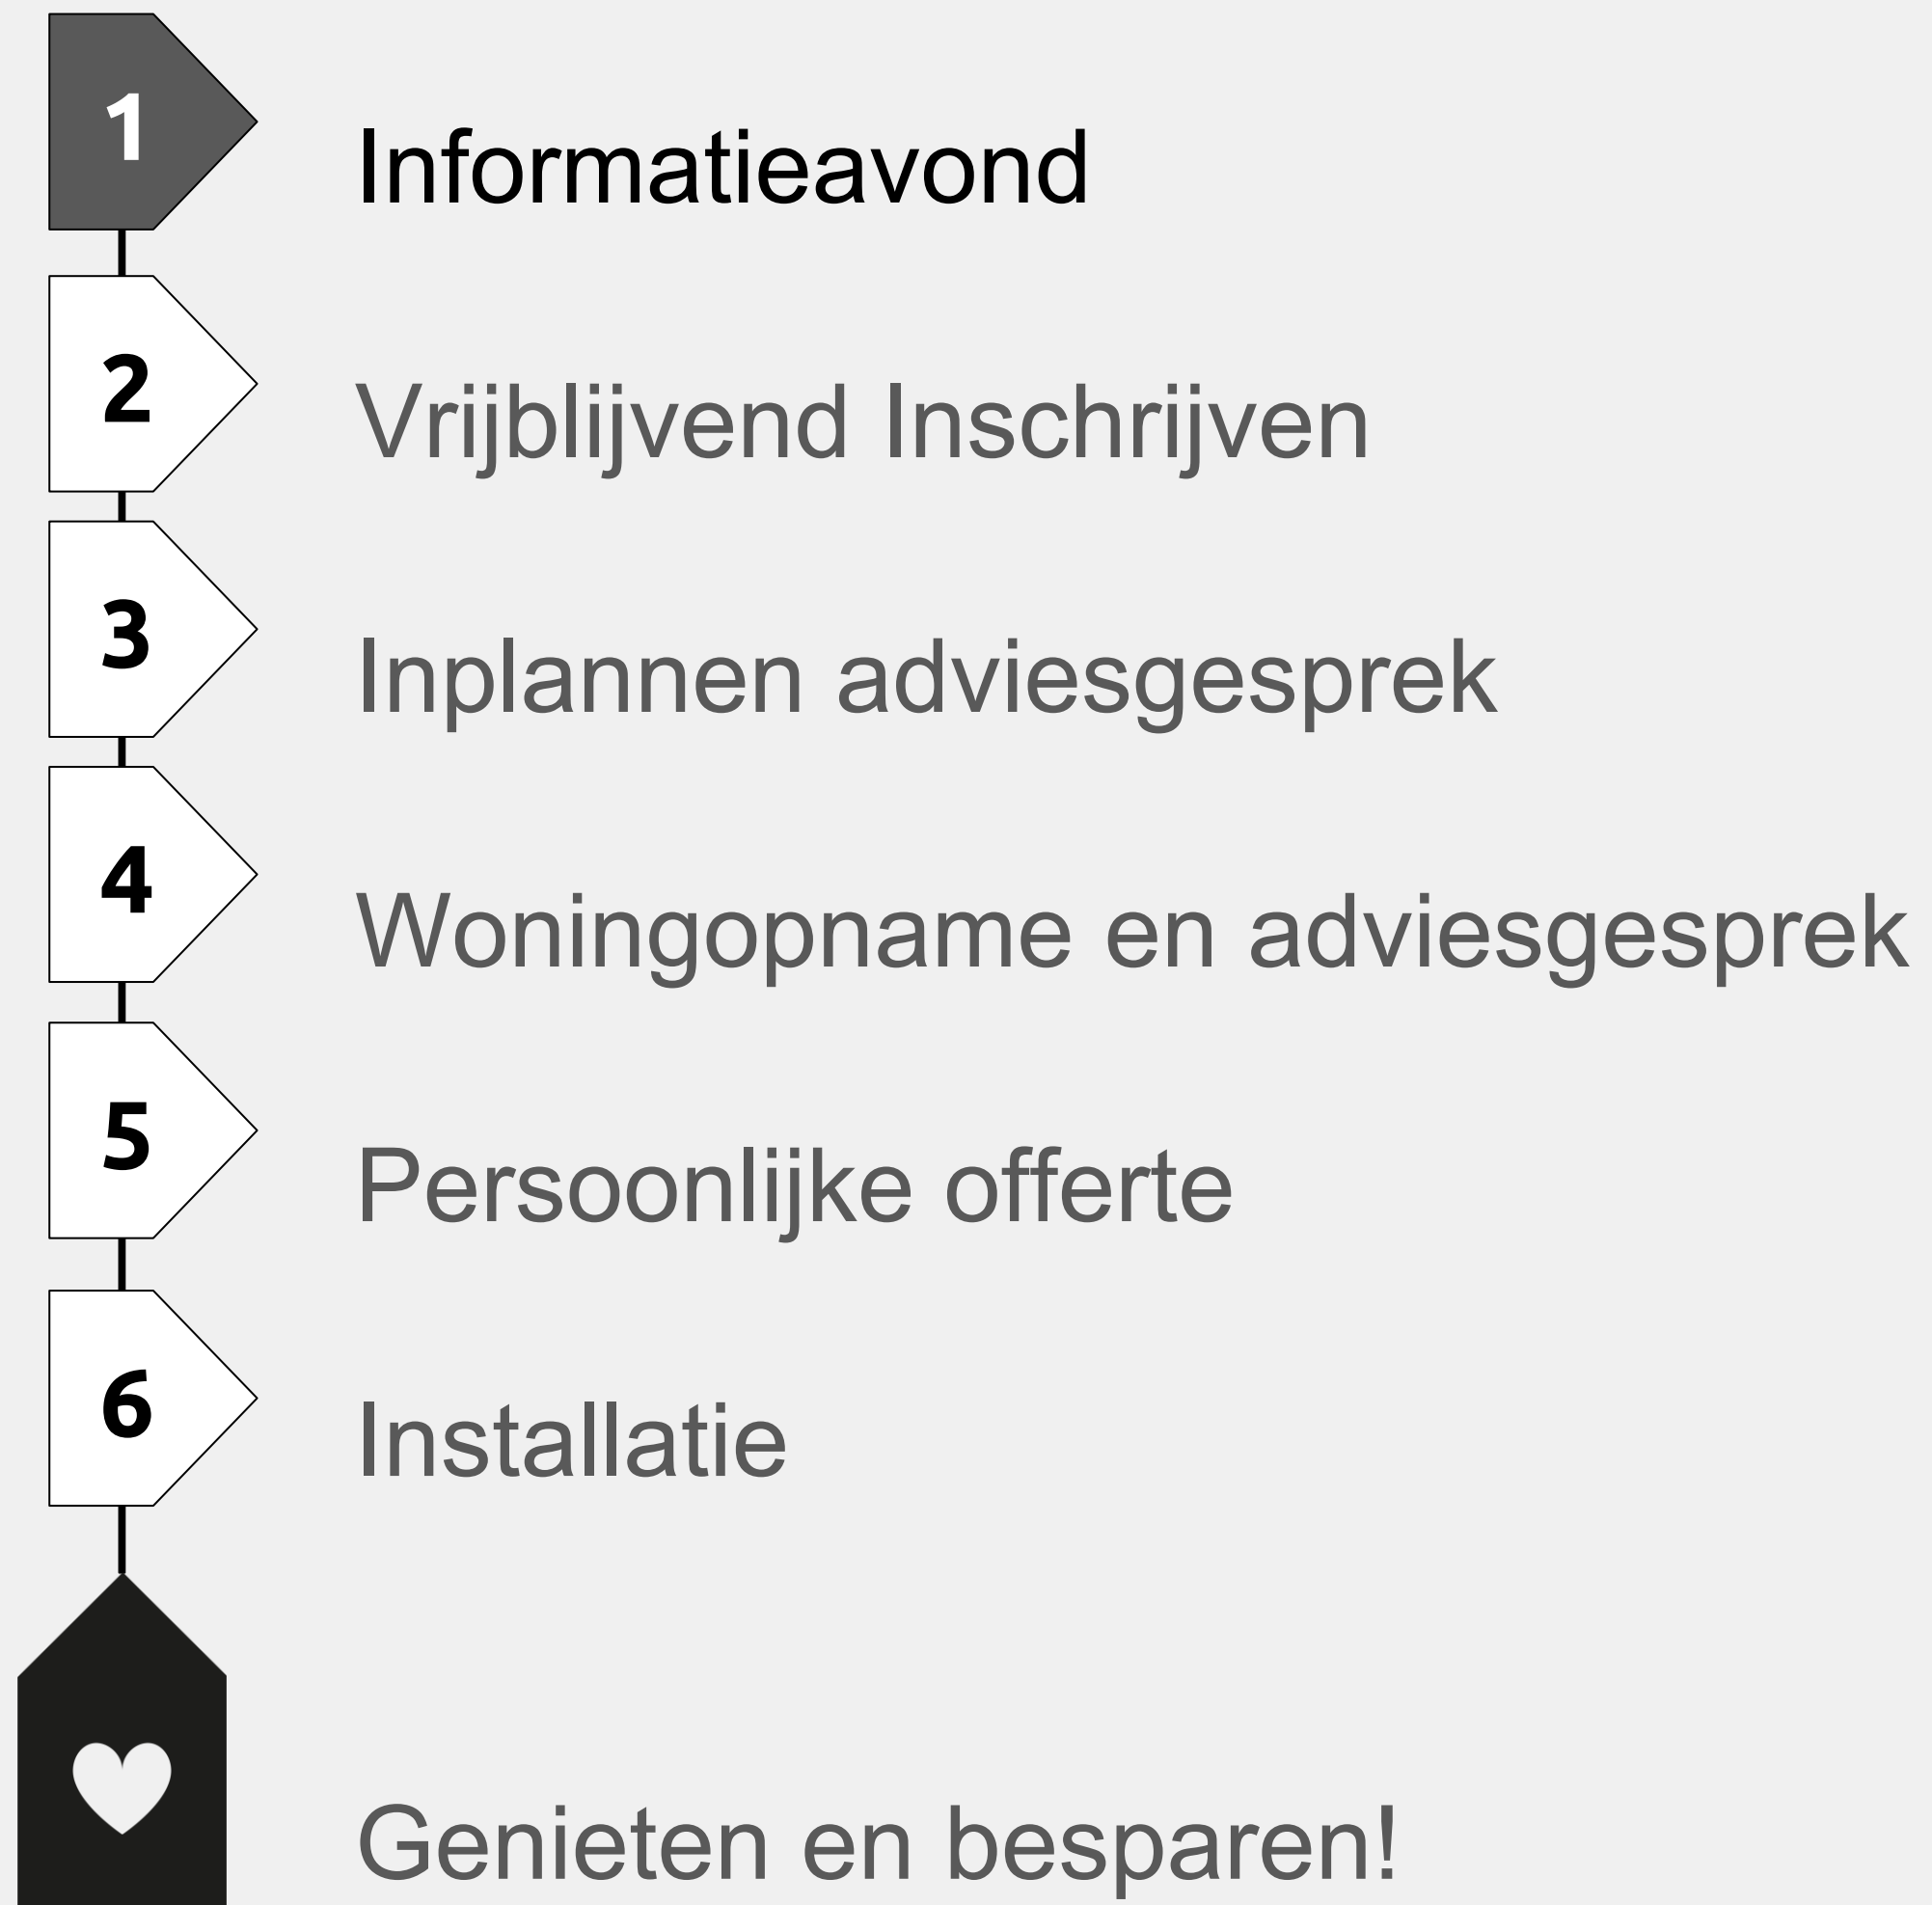 1
Informatieavond
2
Vrijblijvend Inschrijven
3
Inplannen adviesgesprek
4
Woningopname en adviesgesprek
5
Persoonlijke offerte
6
Installatie
Genieten en besparen!